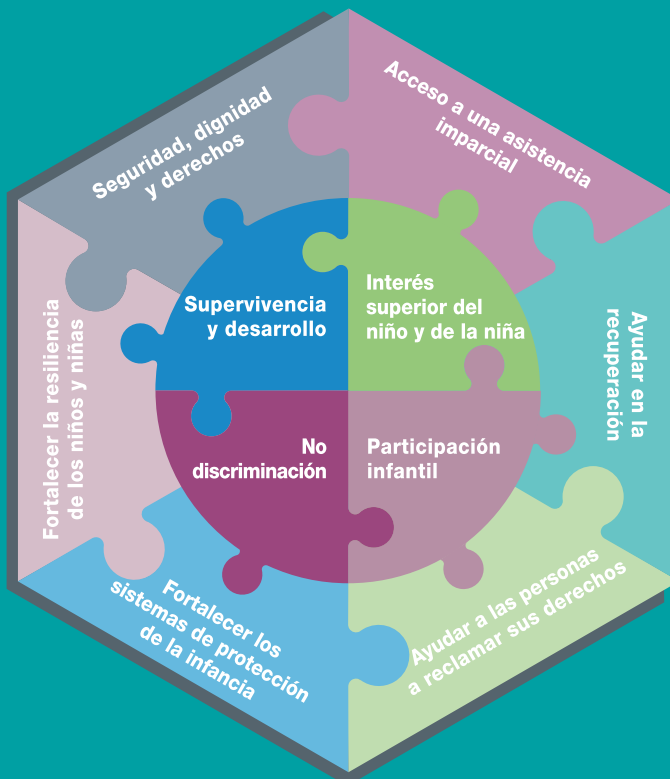 Seguridad, dignidad
y derechos
Acceso a una asistencia
imparcial
Ayudar en la
recuperación
Ayudar a las personas
a reclamar sus derechos
Fortalecer los
sistemas de protección
de la infancia
Fortalecer la resiliencia
de los niños y niñas
Supervivencia
y desarrollo
Interés
superior del
niño y de la niña
No
discriminación
Participación
infantil